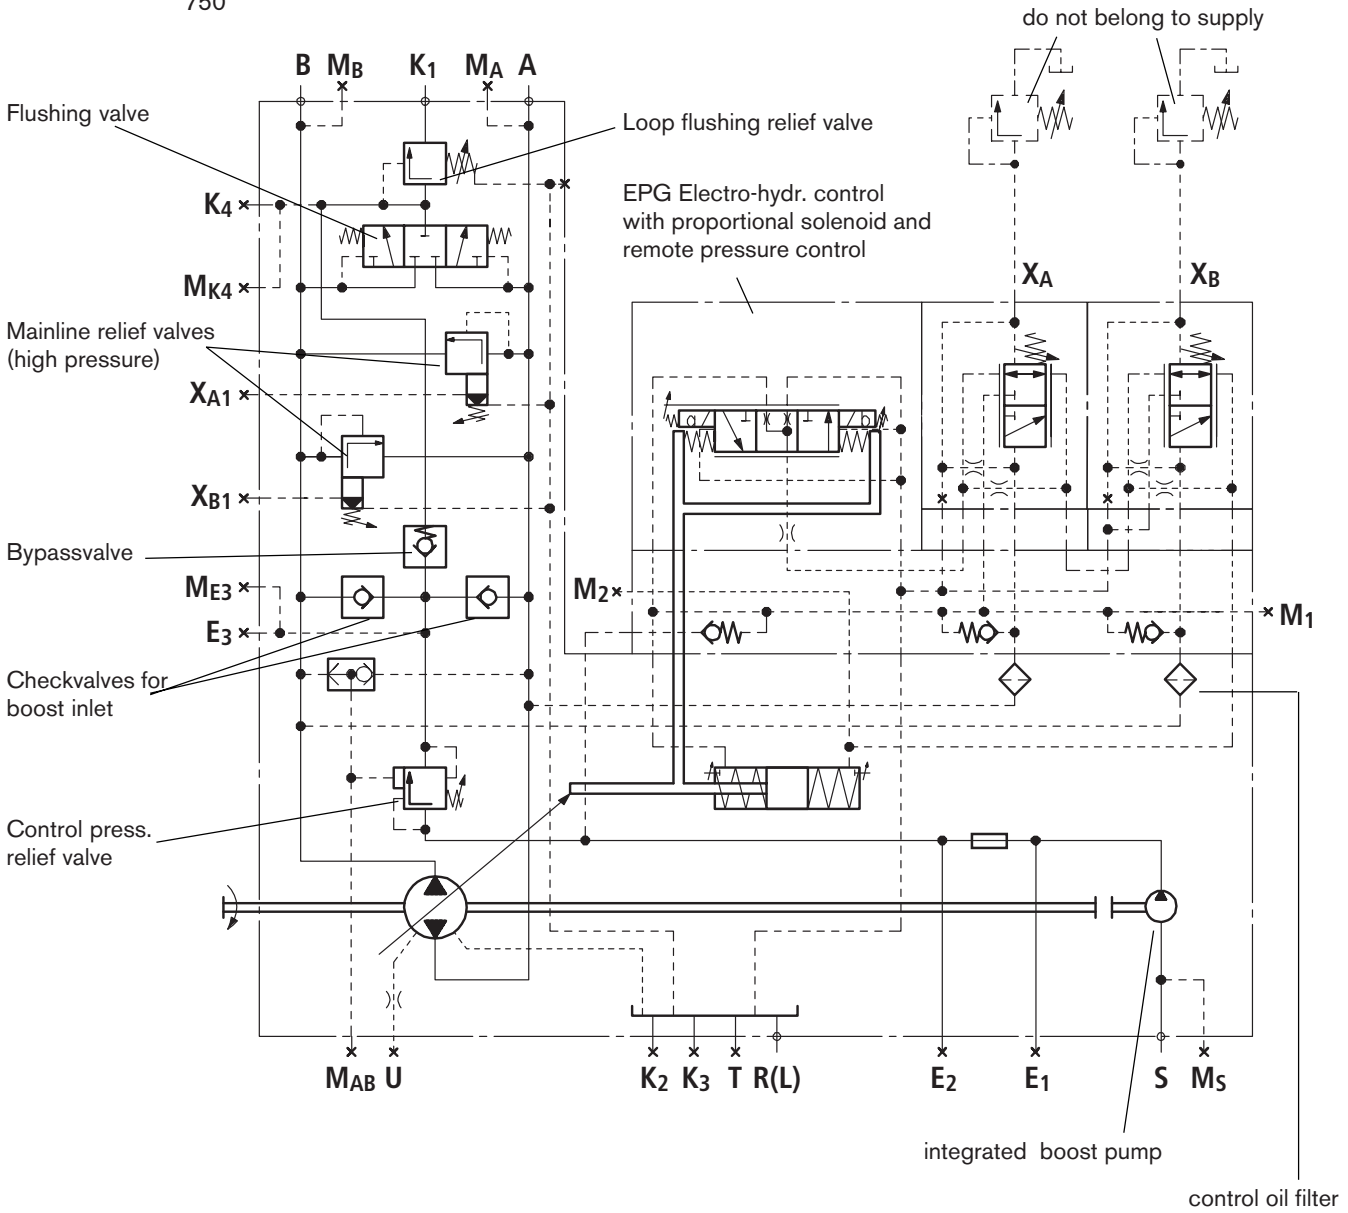 750
do not belong to supply
B MB K1 MA A
Flushing valve
Loop flushing relief valve
EPG Electro-hydr. control
with proportional solenoid and
remote pressure control
K4
XA XB
MK4
Mainline relief valves
(high pressure)
XA1
XB1
Bypassvalve
ME3
M2
M1
E3
Checkvalves for
boost inlet
Control press.
relief valve
MAB U K2 K3 T R(L) E2 E1 S MS
integrated boost pump
control oil filter